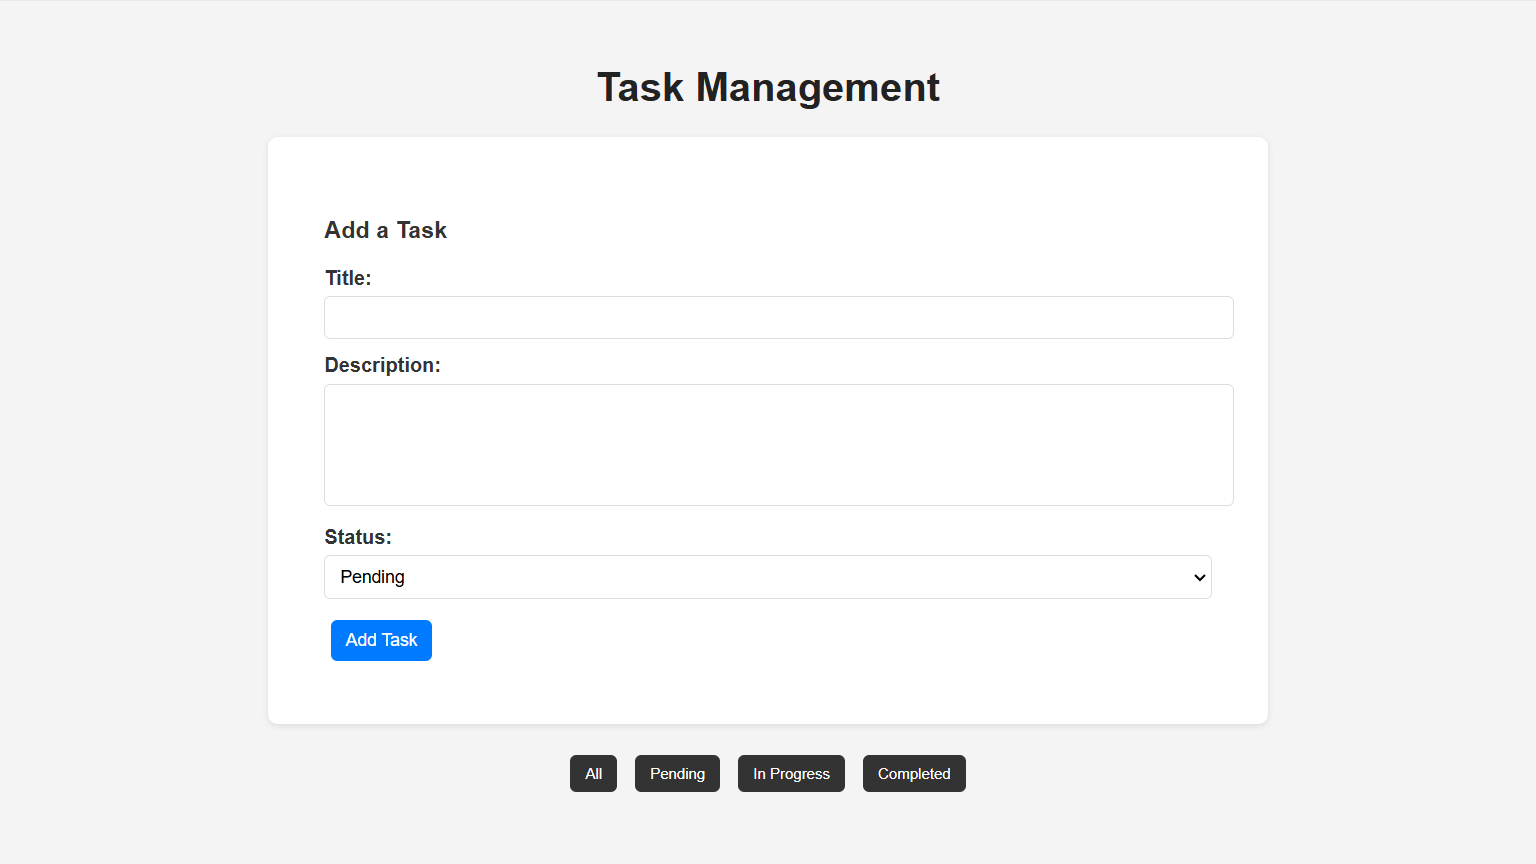 Task Management
Add a Task
Title:
Description:
Status:
Pending
Add Task
All Pending In Progress Completed